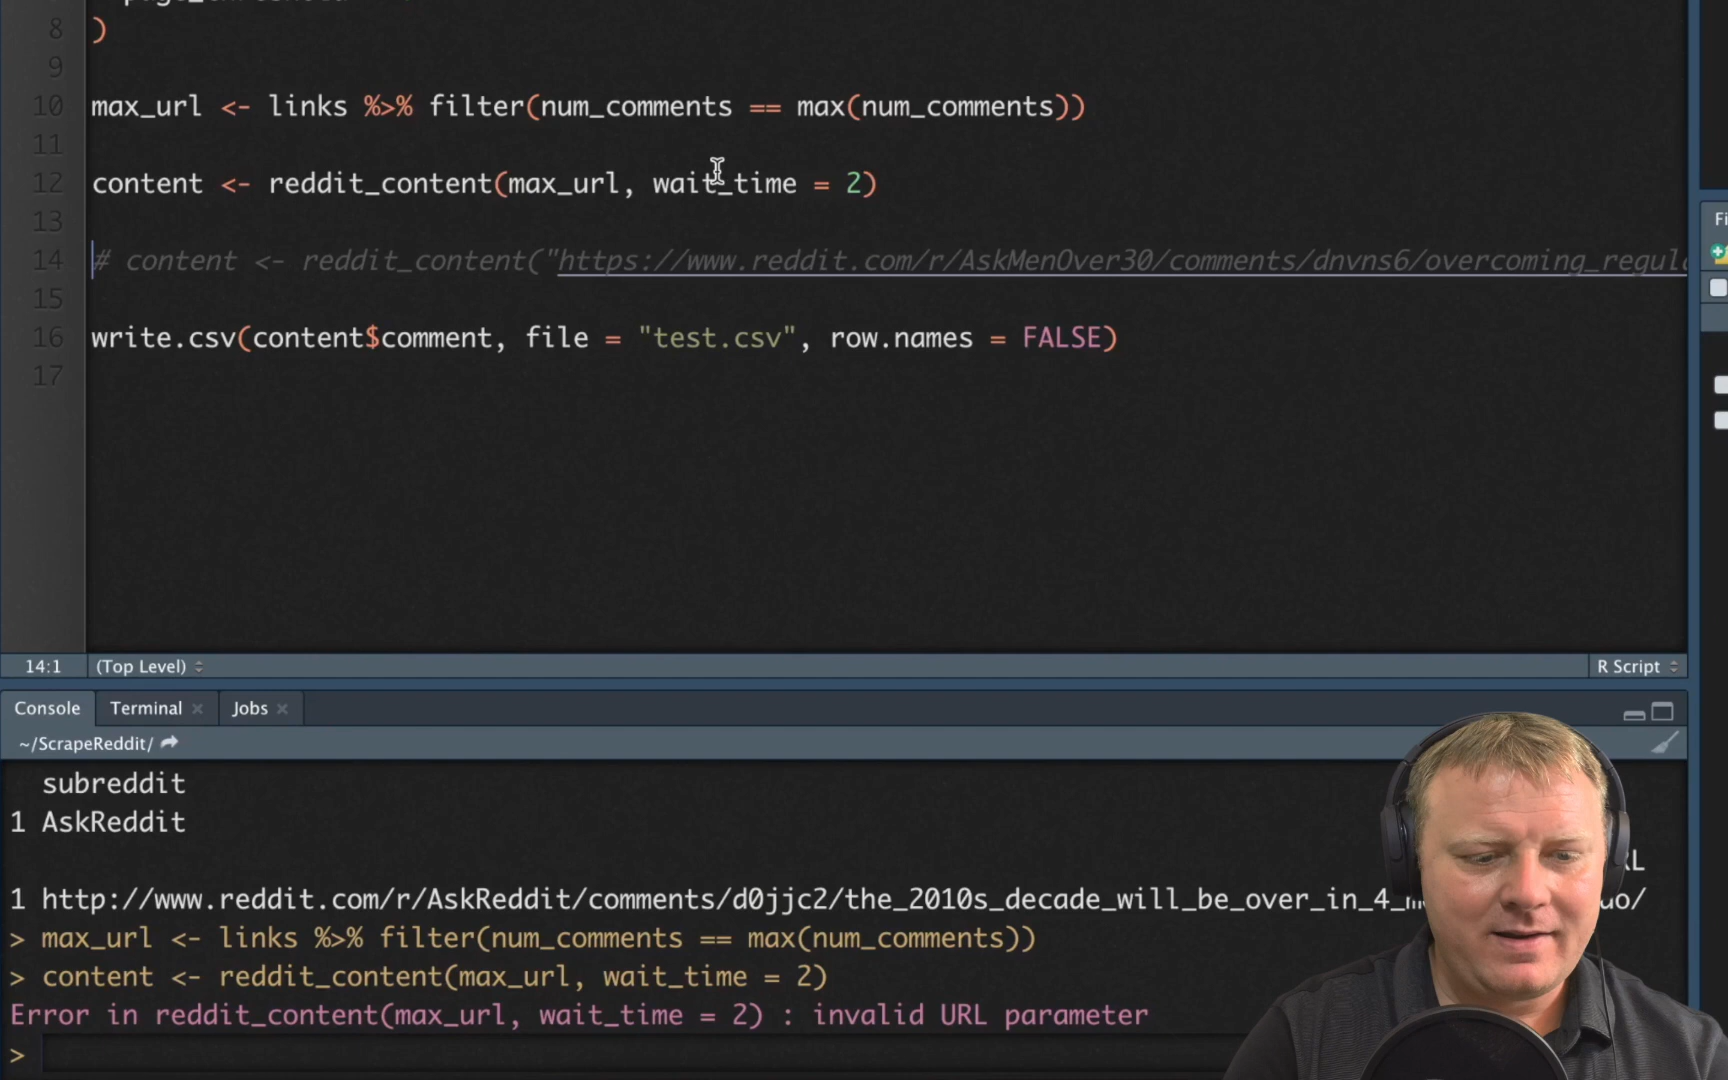 8 )
9
10 max_url <- links %>% filter(num_comments == max(num_comments))
11
12 content <- reddit_content(max_url, wait_time = 2)
13
14 # content <- reddit_content("https://www.reddit.com/r/AskMenOver30/comments/dnvns6/overcoming_regul
15
16 write.csv(content$comment, file = "test.csv", row.names = FALSE)
17
14:1 (Top Level) R Script
Fi
Console Terminal Jobs
~/ScrapeReddit/
subreddit
1 AskReddit
RL
1 http://www.reddit.com/r/AskReddit/comments/d0jjc2/the_2010s_decade_will_be_over_in_4_m uo/
> max_url <- links %>% filter(num_comments == max(num_comments))
> content <- reddit_content(max_url, wait_time = 2)
Error in reddit_content(max_url, wait_time = 2) : invalid URL parameter
>